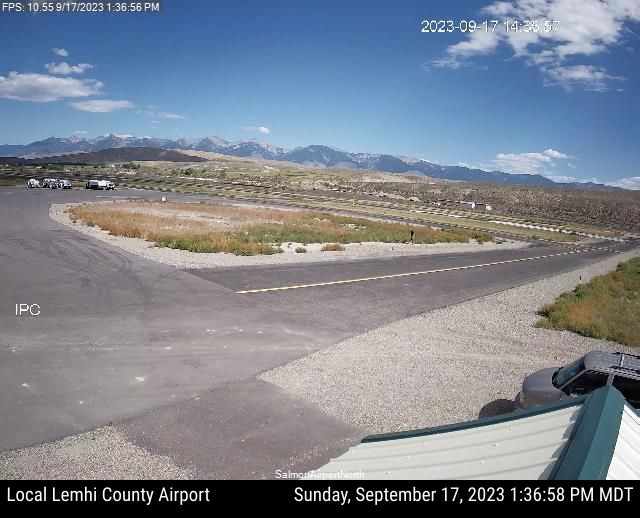 FPS: 10.55 9/17/2023 1:36:56 PM
2023-09-17 14:36:57
IPC
SalmonAirportNorth
Local Lemhi County Airport Sunday, September 17, 2023 1:36:58 PM MDT